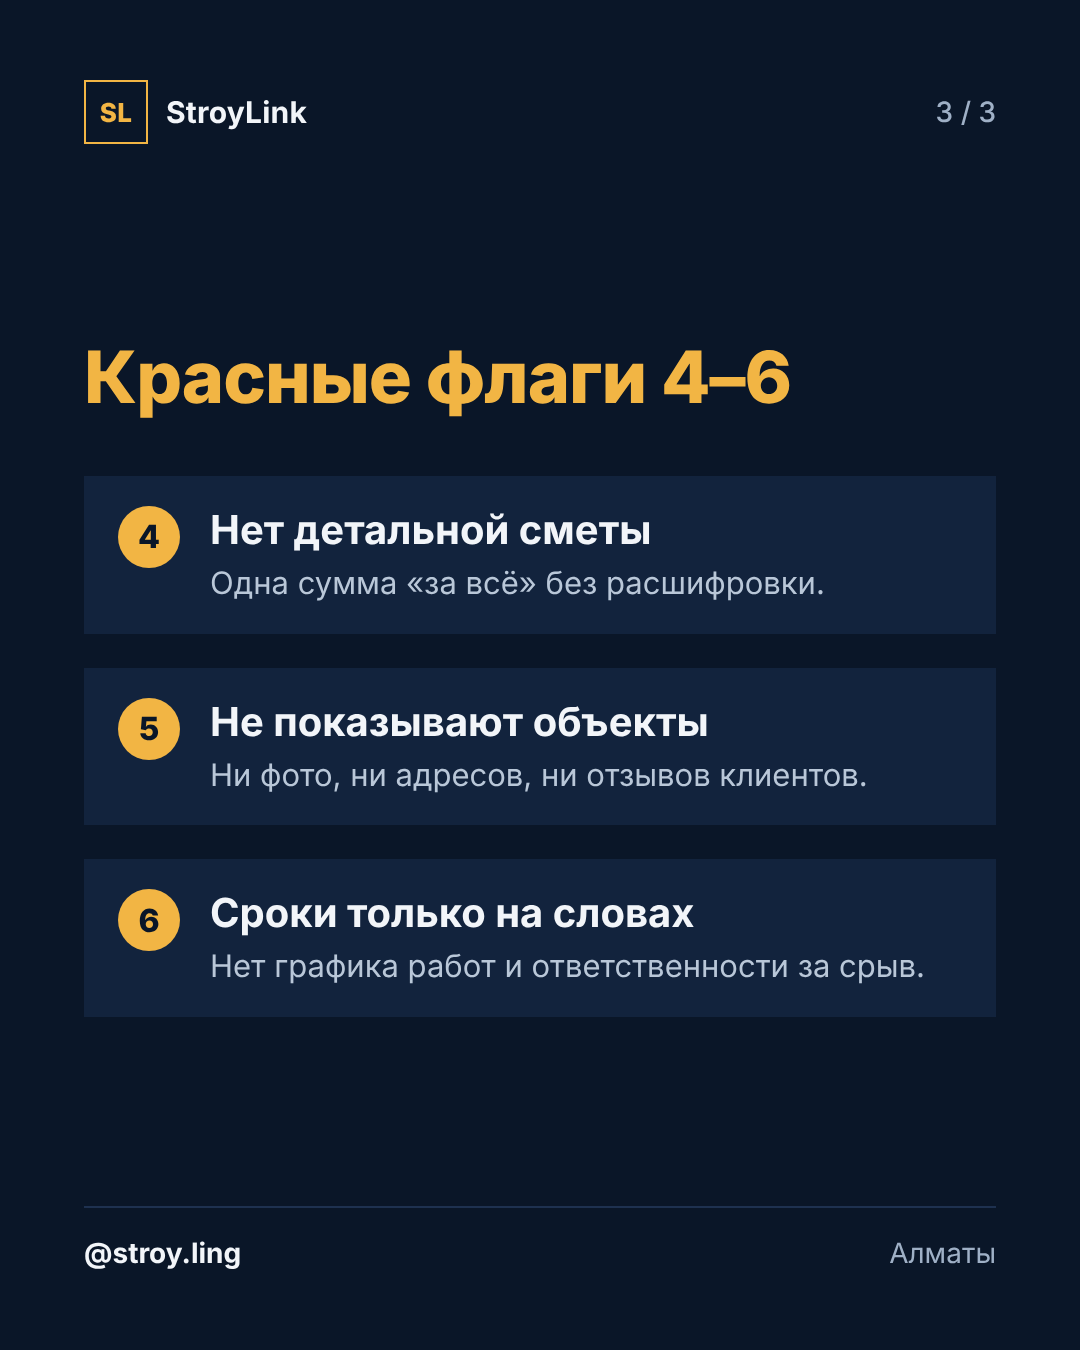 SL
StroyLink
3 / 3
Красные флаги 4–6
4
Нет детальной сметы
Одна сумма «за всё» без расшифровки.
5
Не показывают объекты
Ни фото, ни адресов, ни отзывов клиентов.
6
Сроки только на словах
Нет графика работ и ответственности за срыв.
@stroy.ling
Алматы